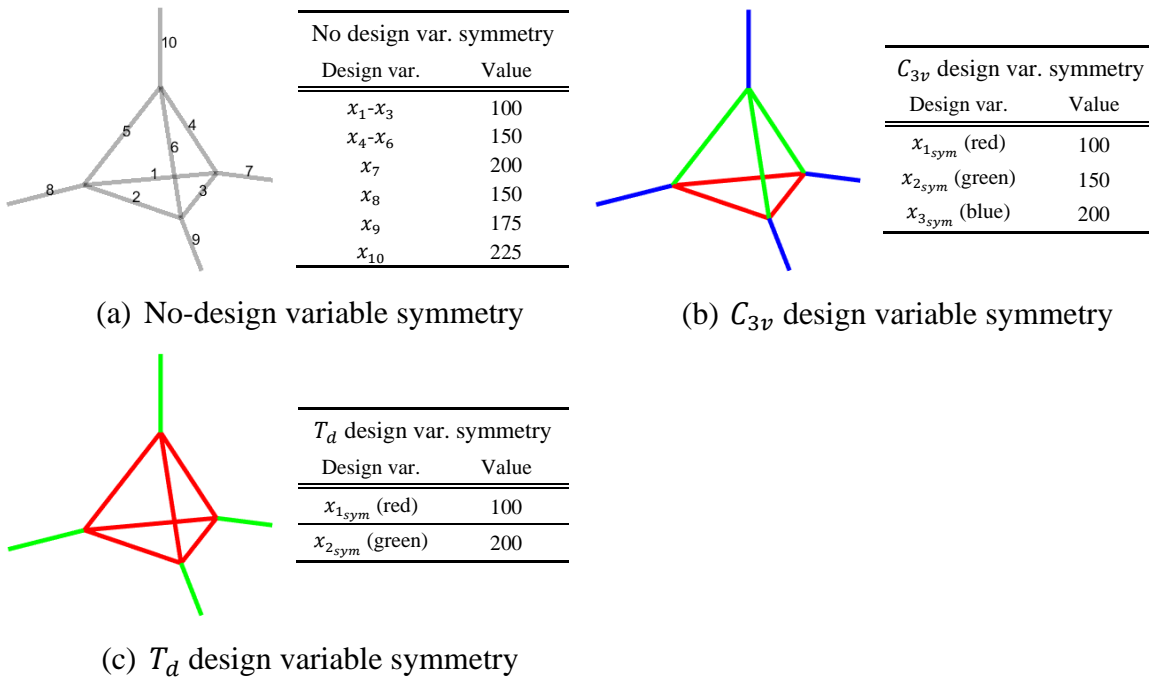 10
5
4
6
1
7
8
2
3
9
No design var. symmetry
Design var. Value
x₁-x₃ 100
x₄-x₆ 150
x₇ 200
x₈ 150
x₉ 175
x₁₀ 225
(a) No-design variable symmetry
C₃ᵥ design var. symmetry
Design var. Value
x₁sym (red) 100
x₂sym (green) 150
x₃sym (blue) 200
(b) C₃ᵥ design variable symmetry
T_d design var. symmetry
Design var. Value
x₁sym (red) 100
x₂sym (green) 200
(c) T_d design variable symmetry